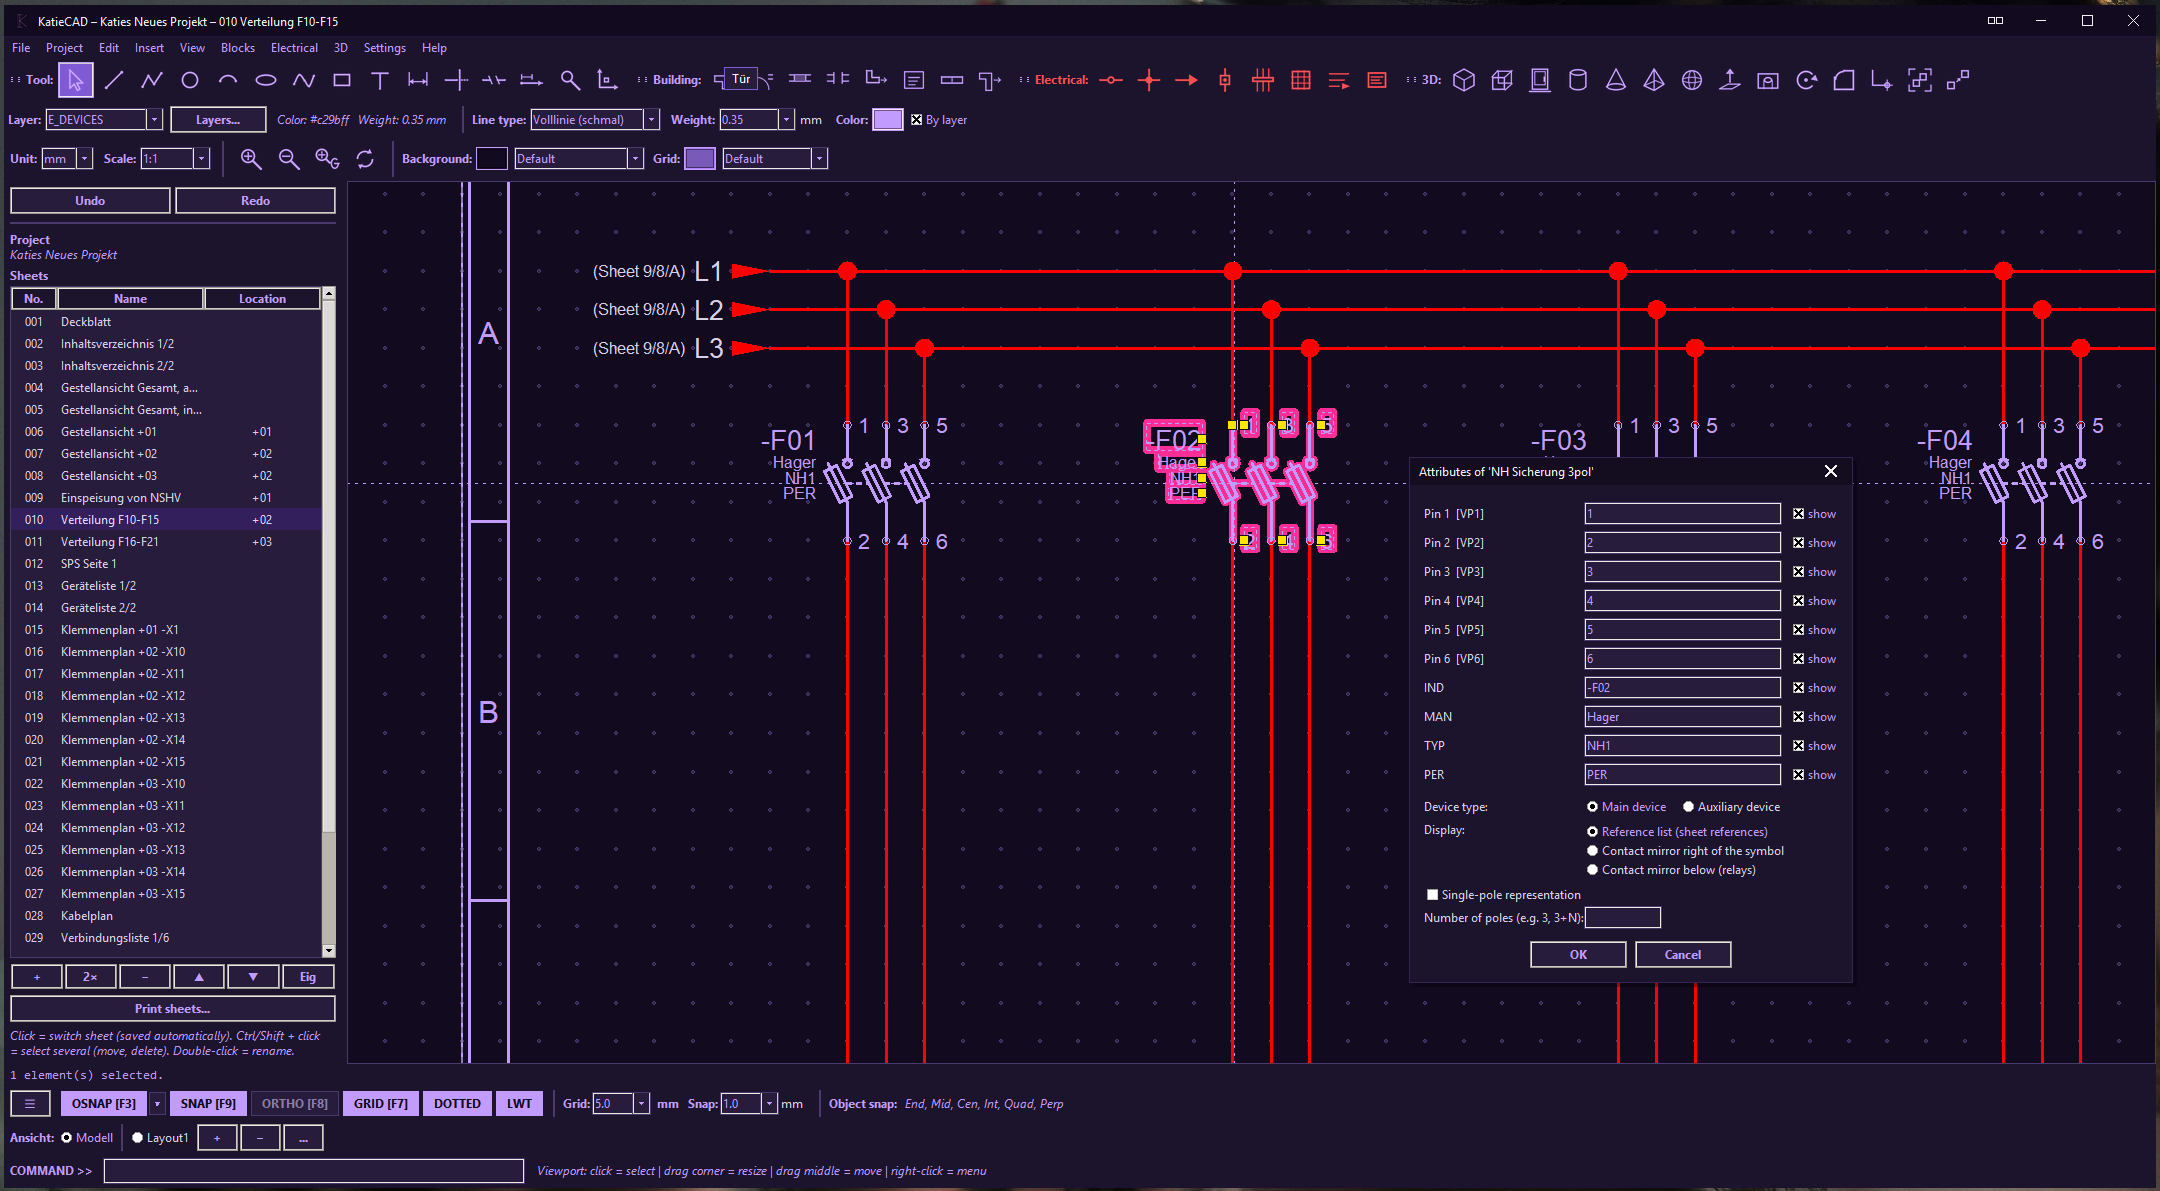 KatieCAD – Katies Neues Projekt – 010 Verteilung F10-F15
File Project Edit Insert View Blocks Electrical 3D Settings Help
Tool: Building: Tür Electrical: 3D:
Layer: E_DEVICES Layers... Color: #c29bff Weight: 0.35 mm Line type: Volllinie (schmal) Weight: 0.35 mm Color: By layer
Unit: mm Scale: 1:1 Background: Default Grid: Default
Undo Redo
Project
Katies Neues Projekt
Sheets
No. Name Location
001 Deckblatt
002 Inhaltsverzeichnis 1/2
003 Inhaltsverzeichnis 2/2
004 Gestellansicht Gesamt, a...
005 Gestellansicht Gesamt, in...
006 Gestellansicht +01 +01
007 Gestellansicht +02 +02
008 Gestellansicht +03 +02
009 Einspeisung von NSHV +01
010 Verteilung F10-F15 +02
011 Verteilung F16-F21 +03
012 SPS Seite 1
013 Geräteliste 1/2
014 Geräteliste 2/2
015 Klemmenplan +01 -X1
016 Klemmenplan +02 -X10
017 Klemmenplan +02 -X11
018 Klemmenplan +02 -X12
019 Klemmenplan +02 -X13
020 Klemmenplan +02 -X14
021 Klemmenplan +02 -X15
022 Klemmenplan +03 -X10
023 Klemmenplan +03 -X11
024 Klemmenplan +03 -X12
025 Klemmenplan +03 -X13
026 Klemmenplan +03 -X14
027 Klemmenplan +03 -X15
028 Kabelplan
029 Verbindungsliste 1/6
+ 2× − ▲ ▼ Eig
Print sheets...
Click = switch sheet (saved automatically). Ctrl/Shift + click
= select several (move, delete). Double-click = rename.
A
B
(Sheet 9/8/A) L1
(Sheet 9/8/A) L2
(Sheet 9/8/A) L3
-F01
Hager
NH1
PER
1 3 5
2 4 6
-F02
Hager
NH1
PER
1 3 5
2 4
-F03
1 3 5
-F04
Hager
NH1
PER
1 3 5
2 4 6
Attributes of 'NH Sicherung 3pol'
Pin 1 [VP1] 1 show
Pin 2 [VP2] 2 show
Pin 3 [VP3] 3 show
Pin 4 [VP4] 4 show
Pin 5 [VP5] 5 show
Pin 6 [VP6] 6 show
IND -F02 show
MAN Hager show
TYP NH1 show
PER PER show
Device type: Main device Auxiliary device
Display: Reference list (sheet references)
Contact mirror right of the symbol
Contact mirror below (relays)
Single-pole representation
Number of poles (e.g. 3, 3+N):
OK Cancel
1 element(s) selected.
☰ OSNAP [F3] SNAP [F9] ORTHO [F8] GRID [F7] DOTTED LWT Grid: 5.0 mm Snap: 1.0 mm Object snap: End, Mid, Cen, Int, Quad, Perp
Ansicht: Modell Layout1 + − ...
COMMAND >> Viewport: click = select | drag corner = resize | drag middle = move | right-click = menu